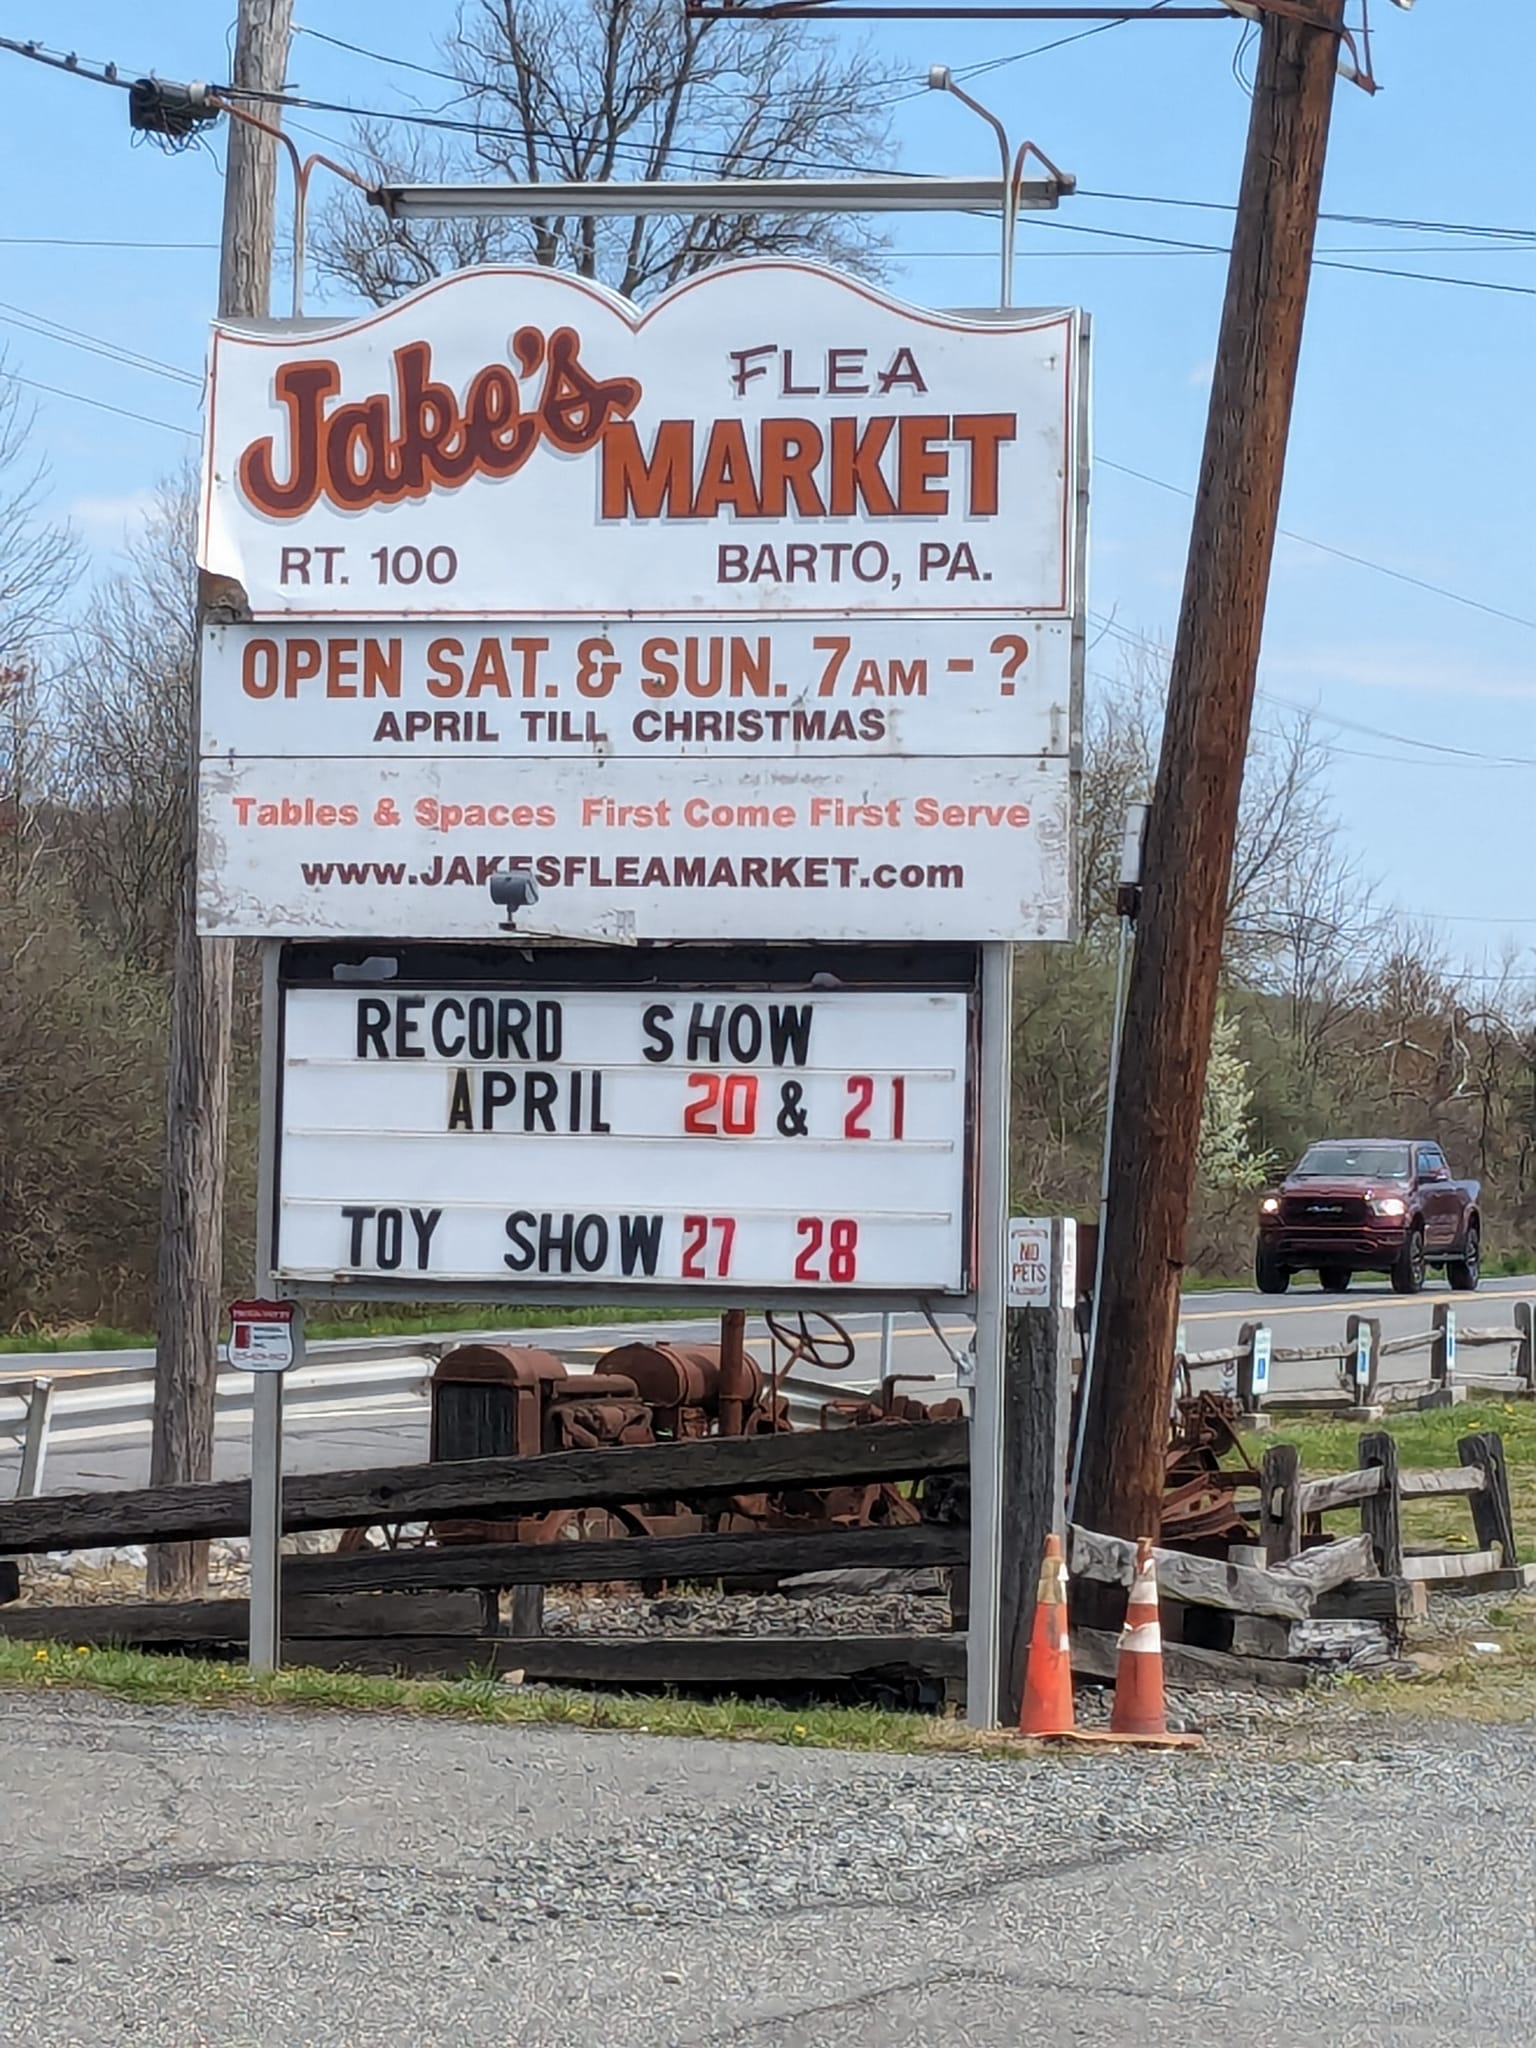 Jake's FLEA
MARKET
RT. 100 BARTO, PA.
OPEN SAT. & SUN. 7AM - ?
APRIL TILL CHRISTMAS
Tables & Spaces First Come First Serve
www.JAKESFLEAMARKET.com
RECORD SHOW
APRIL 20 & 21
TOY SHOW 27 28
NO
PETS